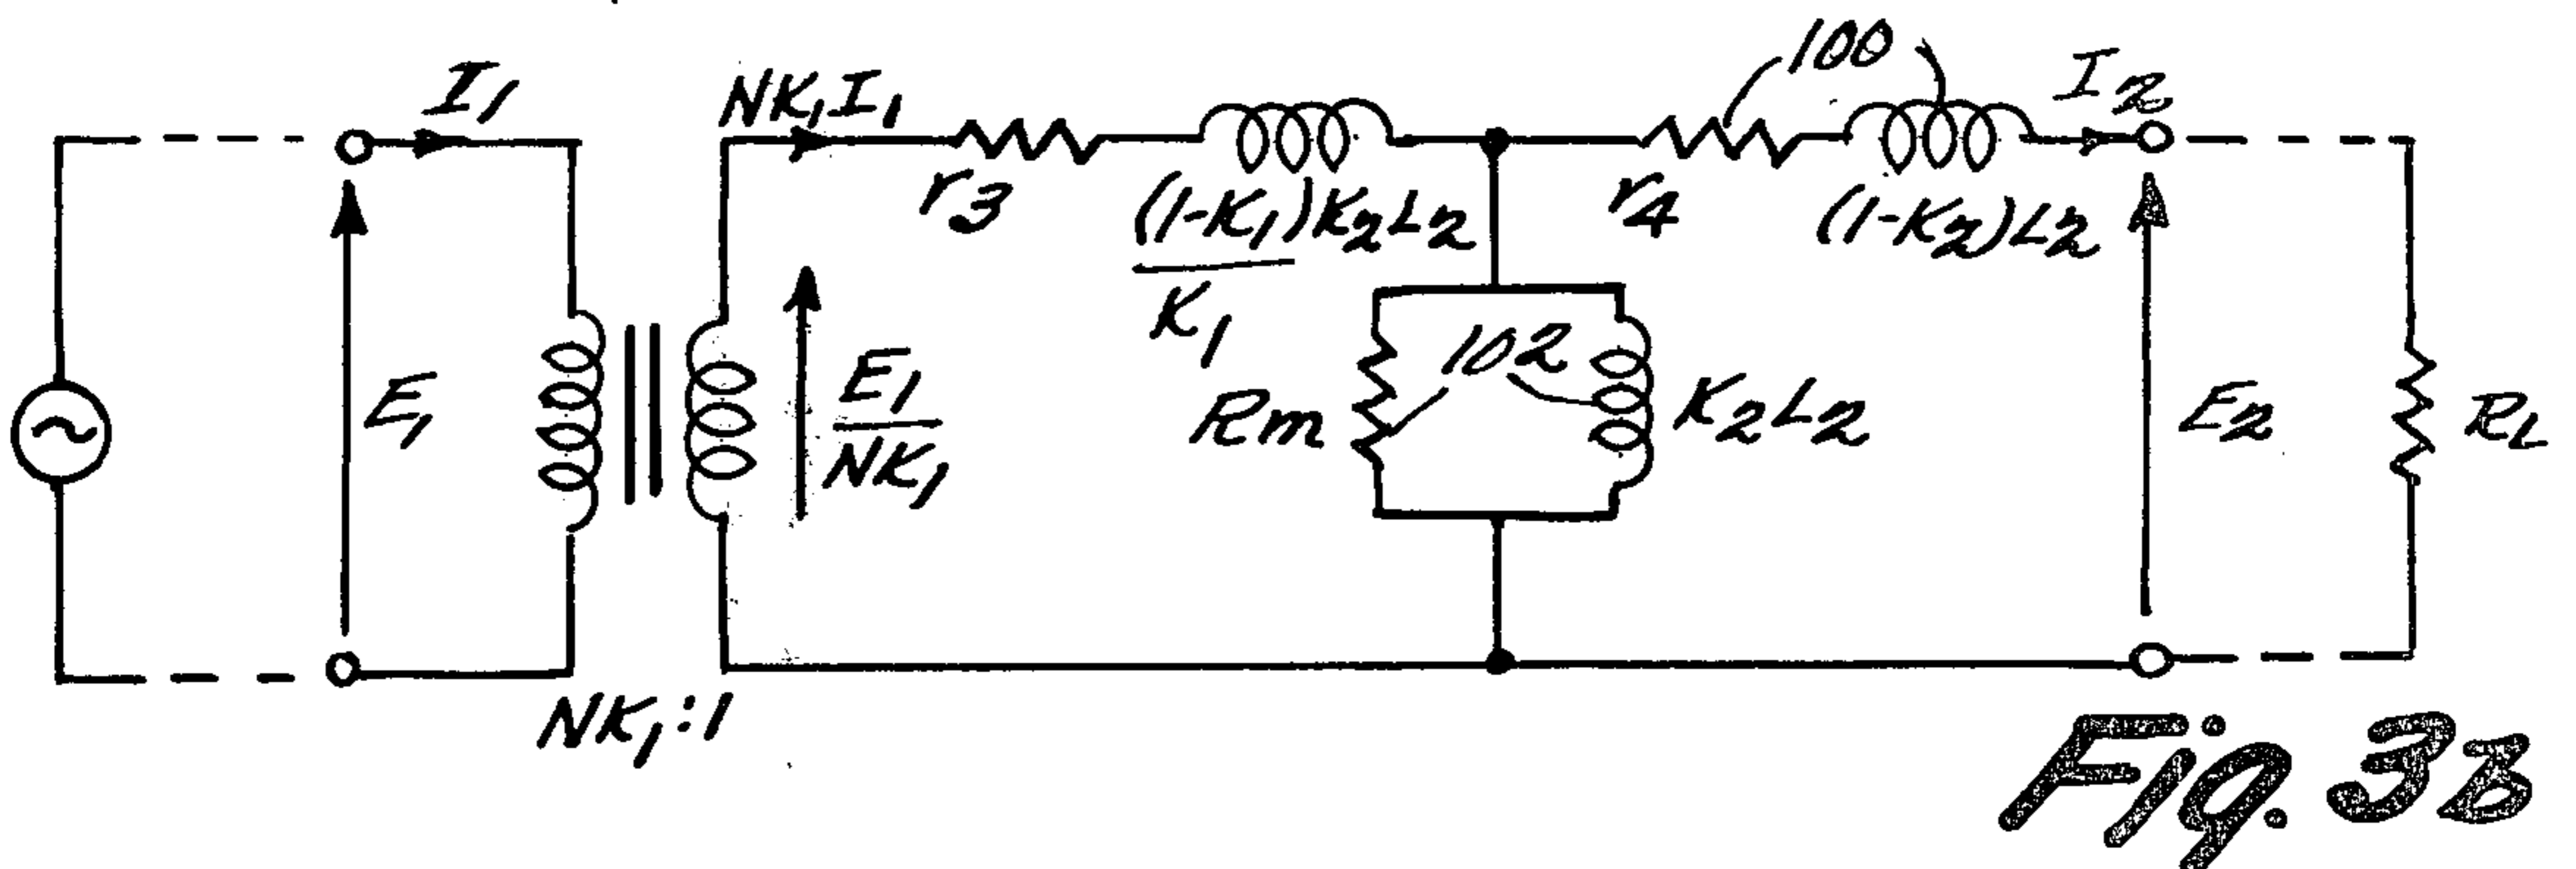 I1
NK1I1
100
I2
r3
(1-K1)K2L2
K1
r4
(1-K2)L2
E1
E1
NK1
Rm
102
K2L2
E2
RL
NK1:1
Fig. 3B